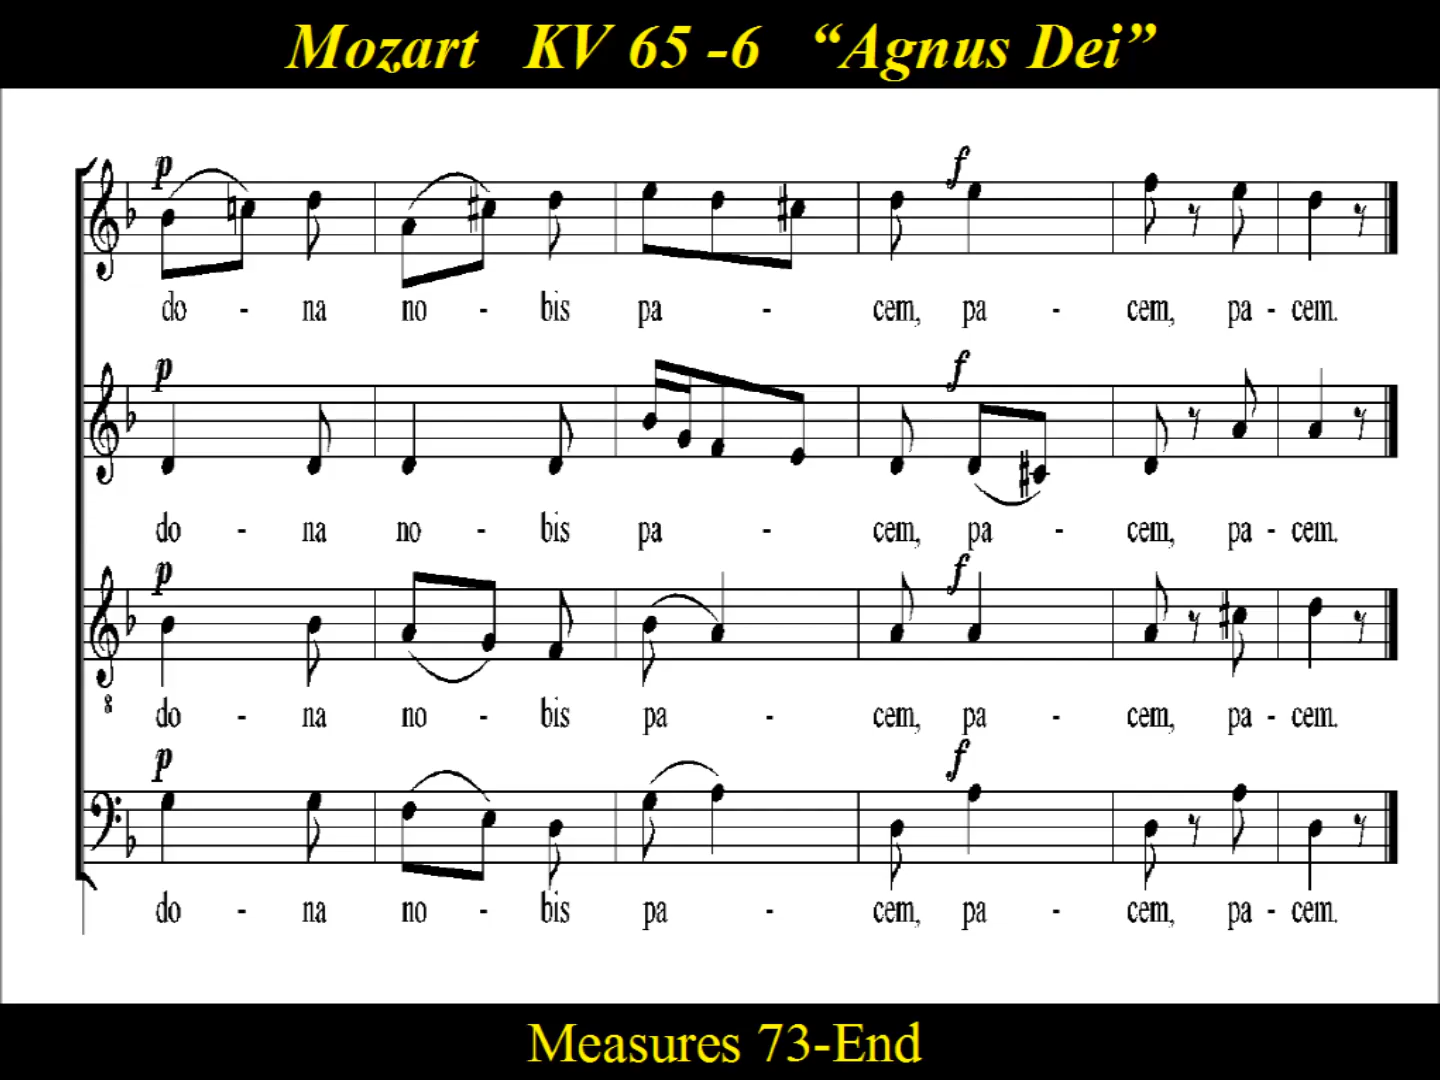 Mozart KV 65 -6 “Agnus Dei”
p f
do - na no - bis pa - cem, pa - cem, pa - cem.
p f
do - na no - bis pa - cem, pa - cem, pa - cem.
p f
8
do - na no - bis pa - cem, pa - cem, pa - cem.
p f
do - na no - bis pa - cem, pa - cem, pa - cem.
Measures 73-End